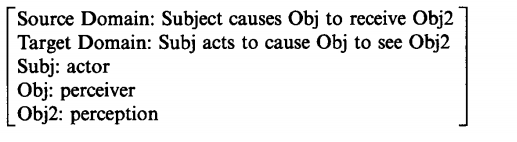 Source Domain: Subject causes Obj to receive Obj2
Target Domain: Subj acts to cause Obj to see Obj2
Subj: actor
Obj: perceiver
Obj2: perception